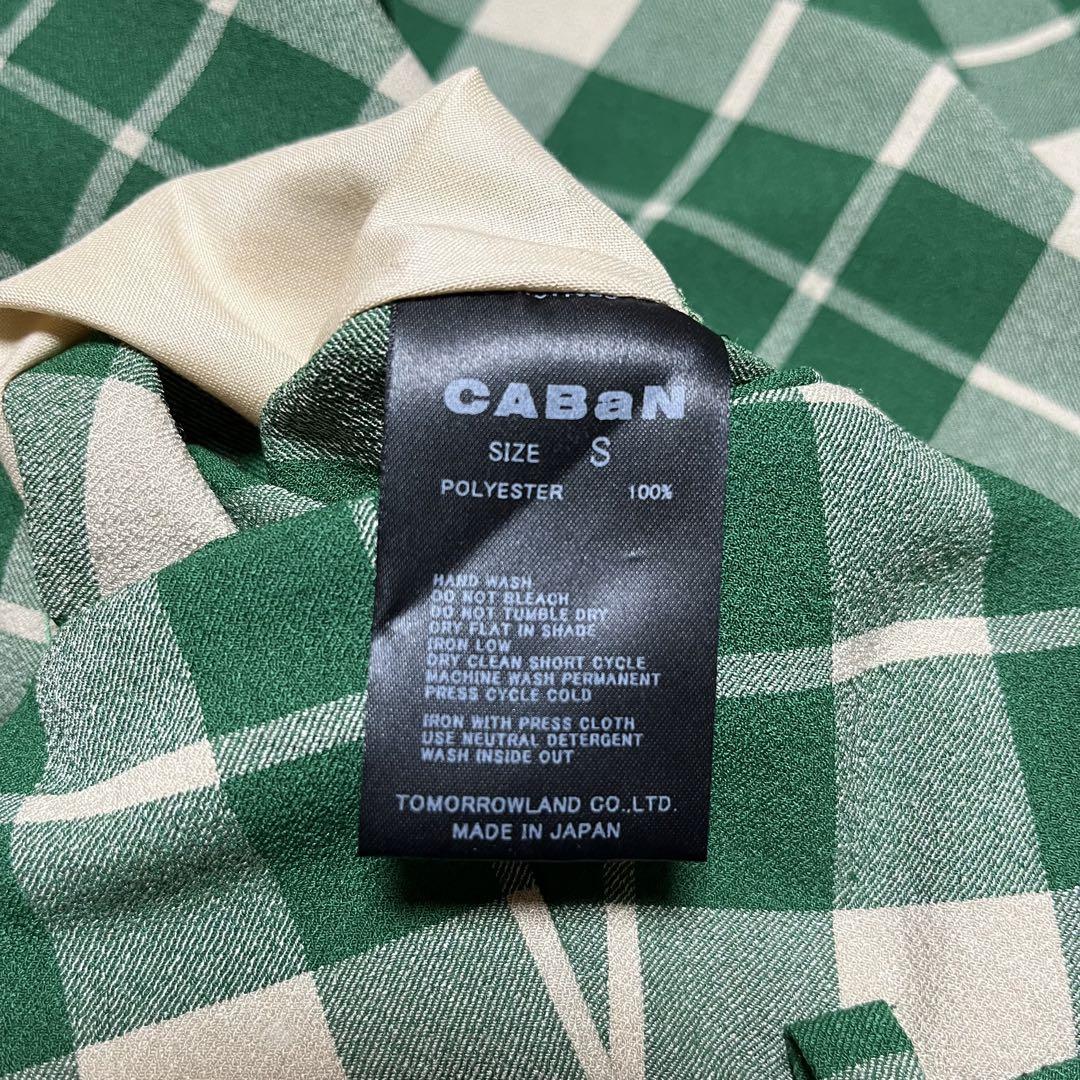 CABaN
SIZE S
POLYESTER 100%
HAND WASH
DO NOT BLEACH
DO NOT TUMBLE DRY
DRY FLAT IN SHADE
IRON LOW
DRY CLEAN SHORT CYCLE
MACHINE WASH PERMANENT
PRESS CYCLE COLD
IRON WITH PRESS CLOTH
USE NEUTRAL DETERGENT
WASH INSIDE OUT
TOMORROWLAND CO.,LTD.
MADE IN JAPAN